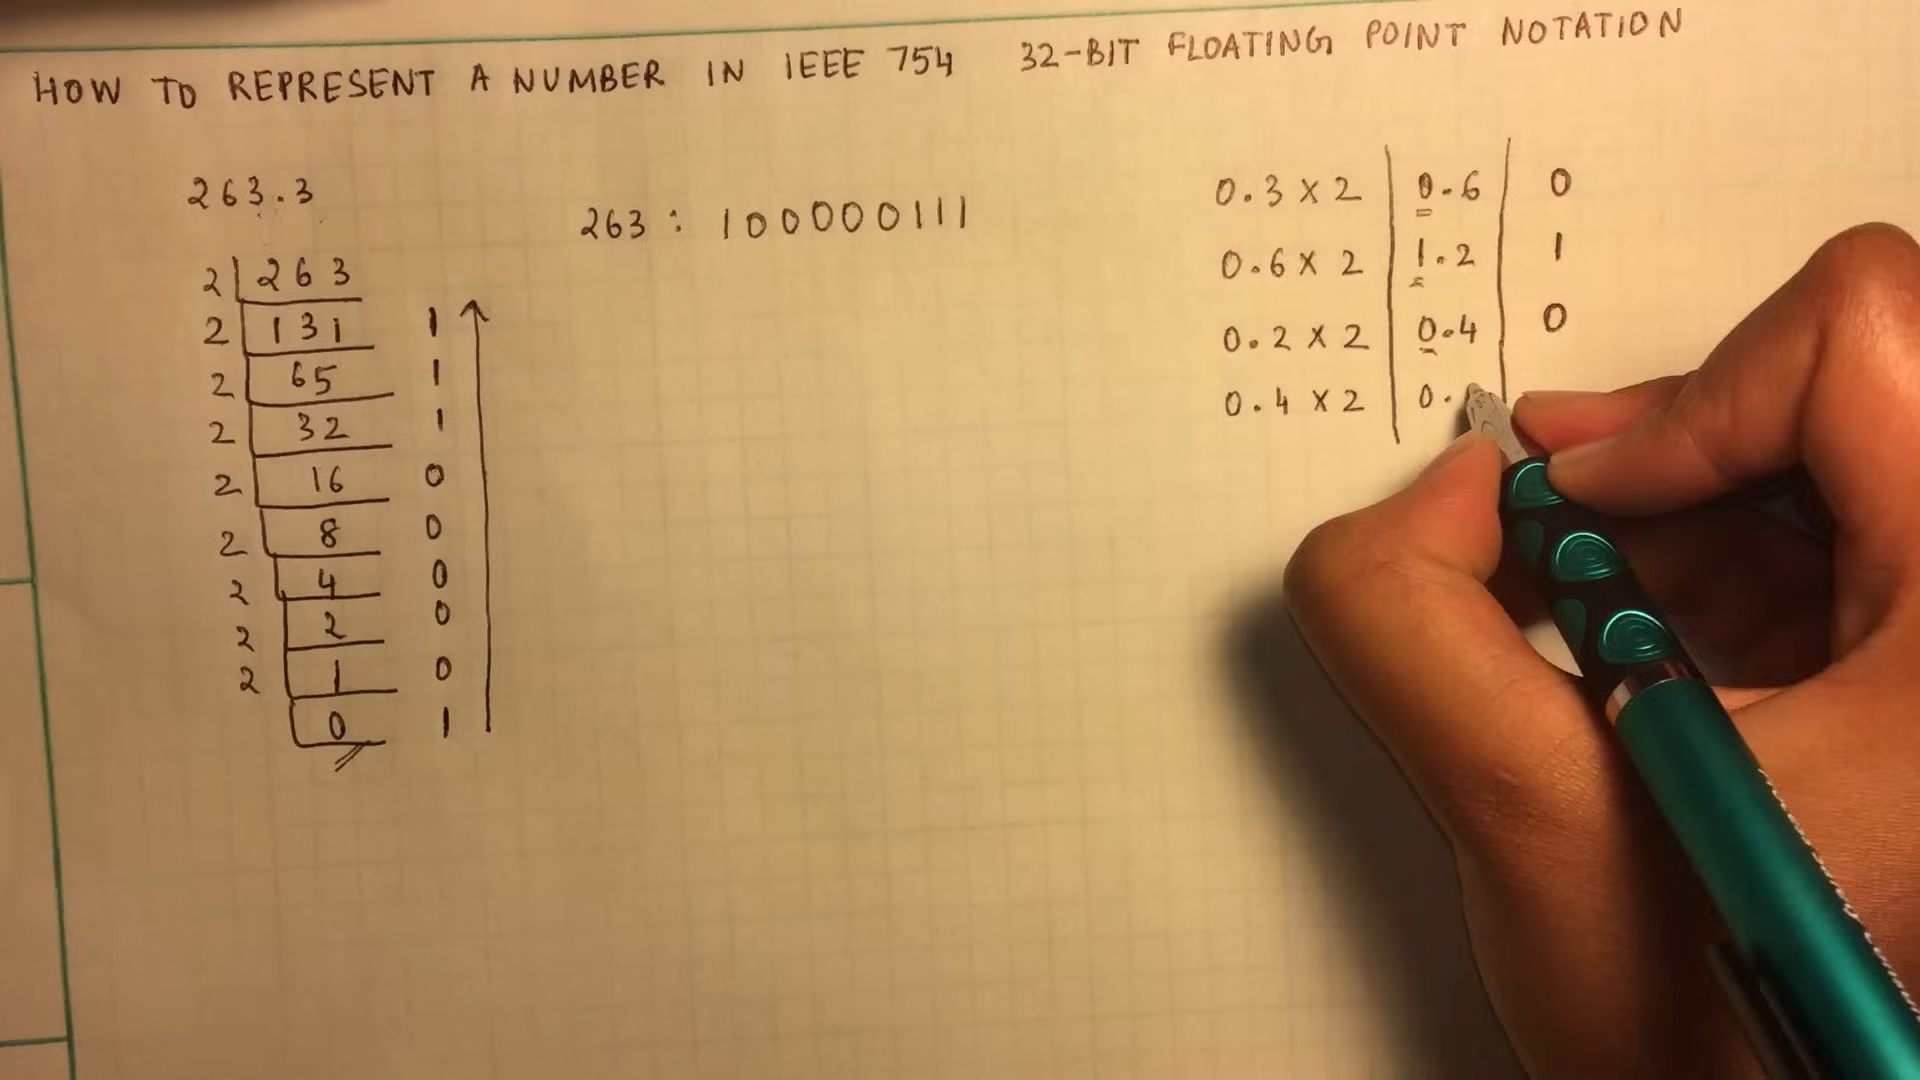 HOW TO REPRESENT A NUMBER IN IEEE 754 32-BIT FLOATING POINT NOTATION
263.3
2 263
2 131 1
2 65 1
2 32 1
2 16 0
2 8 0
2 4 0
2 2 0
2 1 0
0 1
263 : 100000111
0.3 × 2 0.6 0
0.6 × 2 1.2 1
0.2 × 2 0.4 0
0.4 × 2 0.